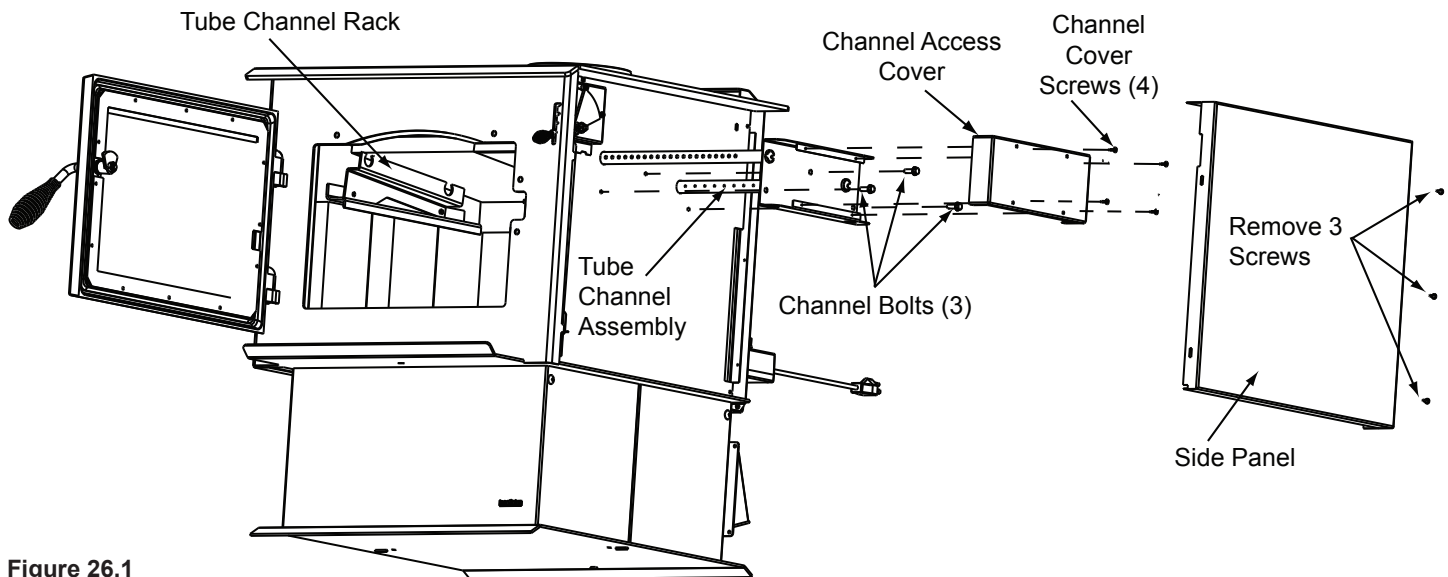 Tube Channel Rack
Channel Access
Cover
Channel
Cover
Screws (4)
Remove 3
Screws
Tube
Channel
Assembly
Channel Bolts (3)
Side Panel
Figure 26.1